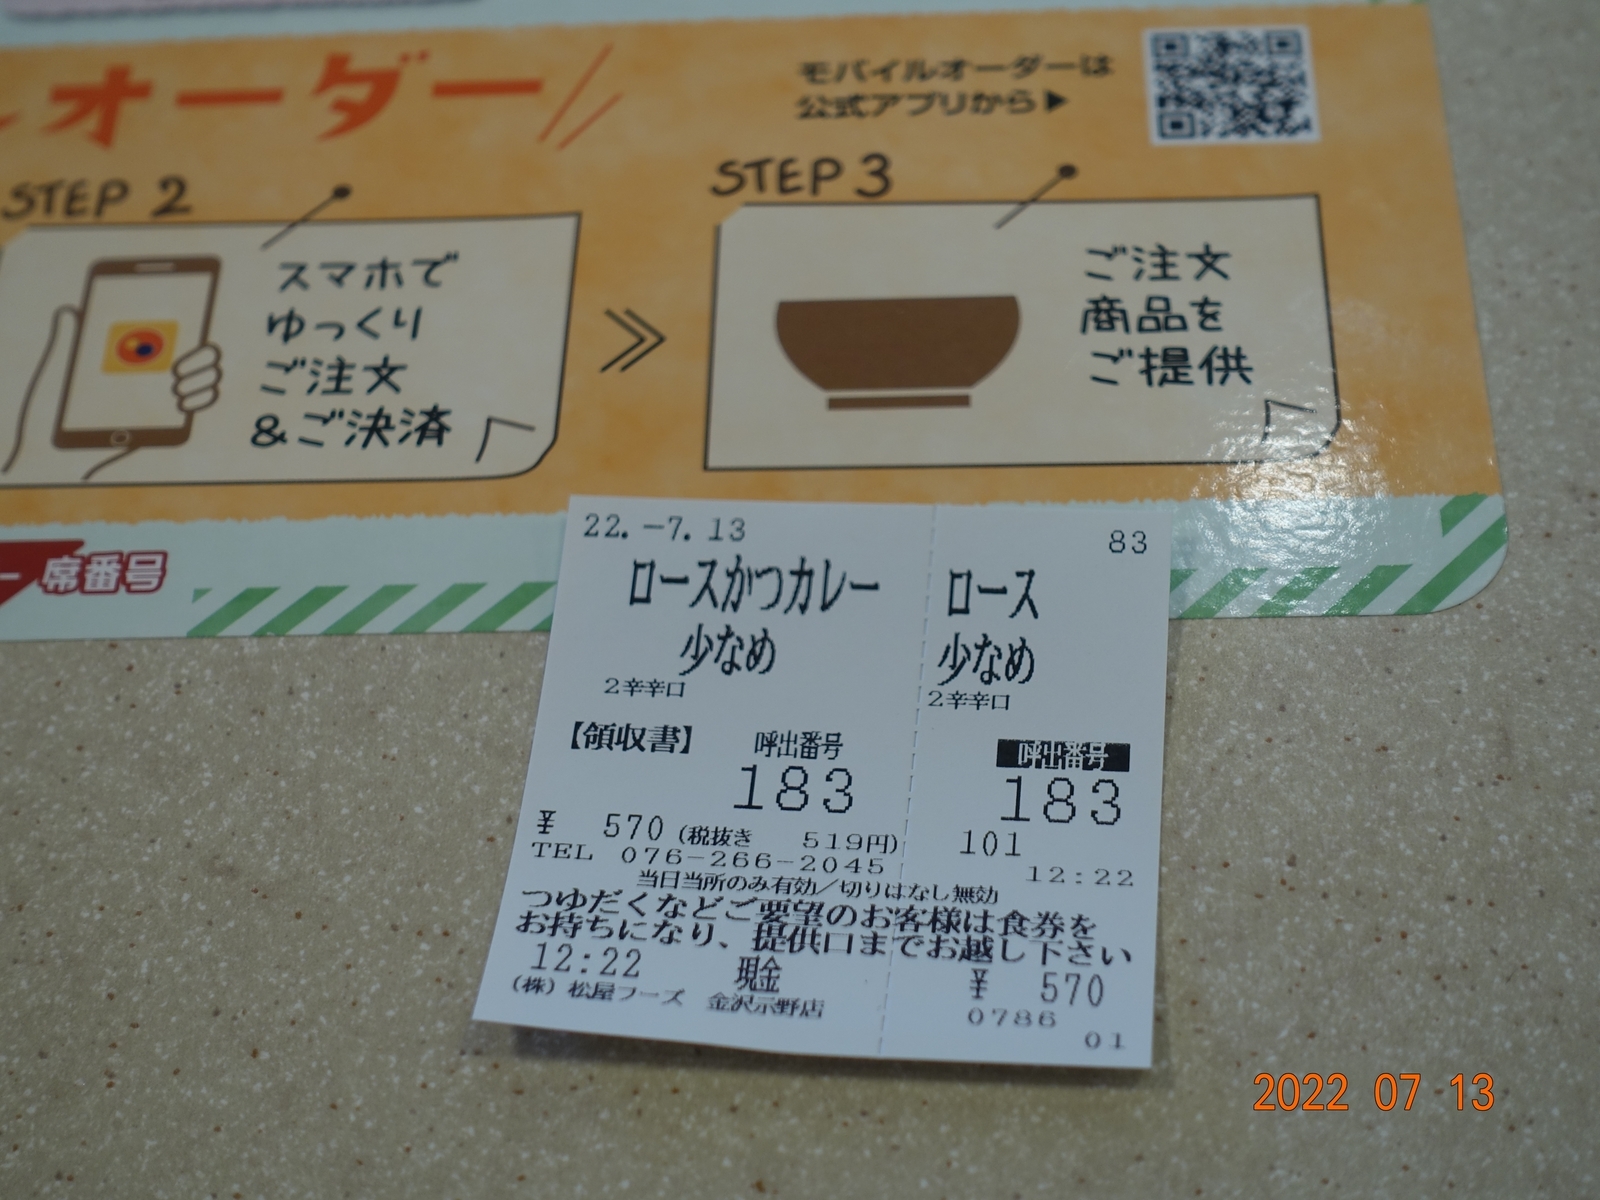 オーダー
モバイルオーダーは
公式アプリから▶
STEP 2
スマホで
ゆっくり
ご注文
&ご決済
STEP 3
ご注文
商品を
ご提供
席番号
22.-7.13
ロースかつカレー
少なめ
2辛辛口
【領収書】
呼出番号
183
¥ 570 (税抜き 519円)
TEL 076-266-2045
83
ロース
少なめ
2辛辛口
呼出番号
183
101
12:22
当日当所のみ有効/切りはなし無効
つゆだくなどご要望のお客様は食券を
お持ちになり、提供口までお越し下さい
12:22 現金 ¥ 570
(株)松屋フーズ 金沢示野店 0786
01
2022 07 13